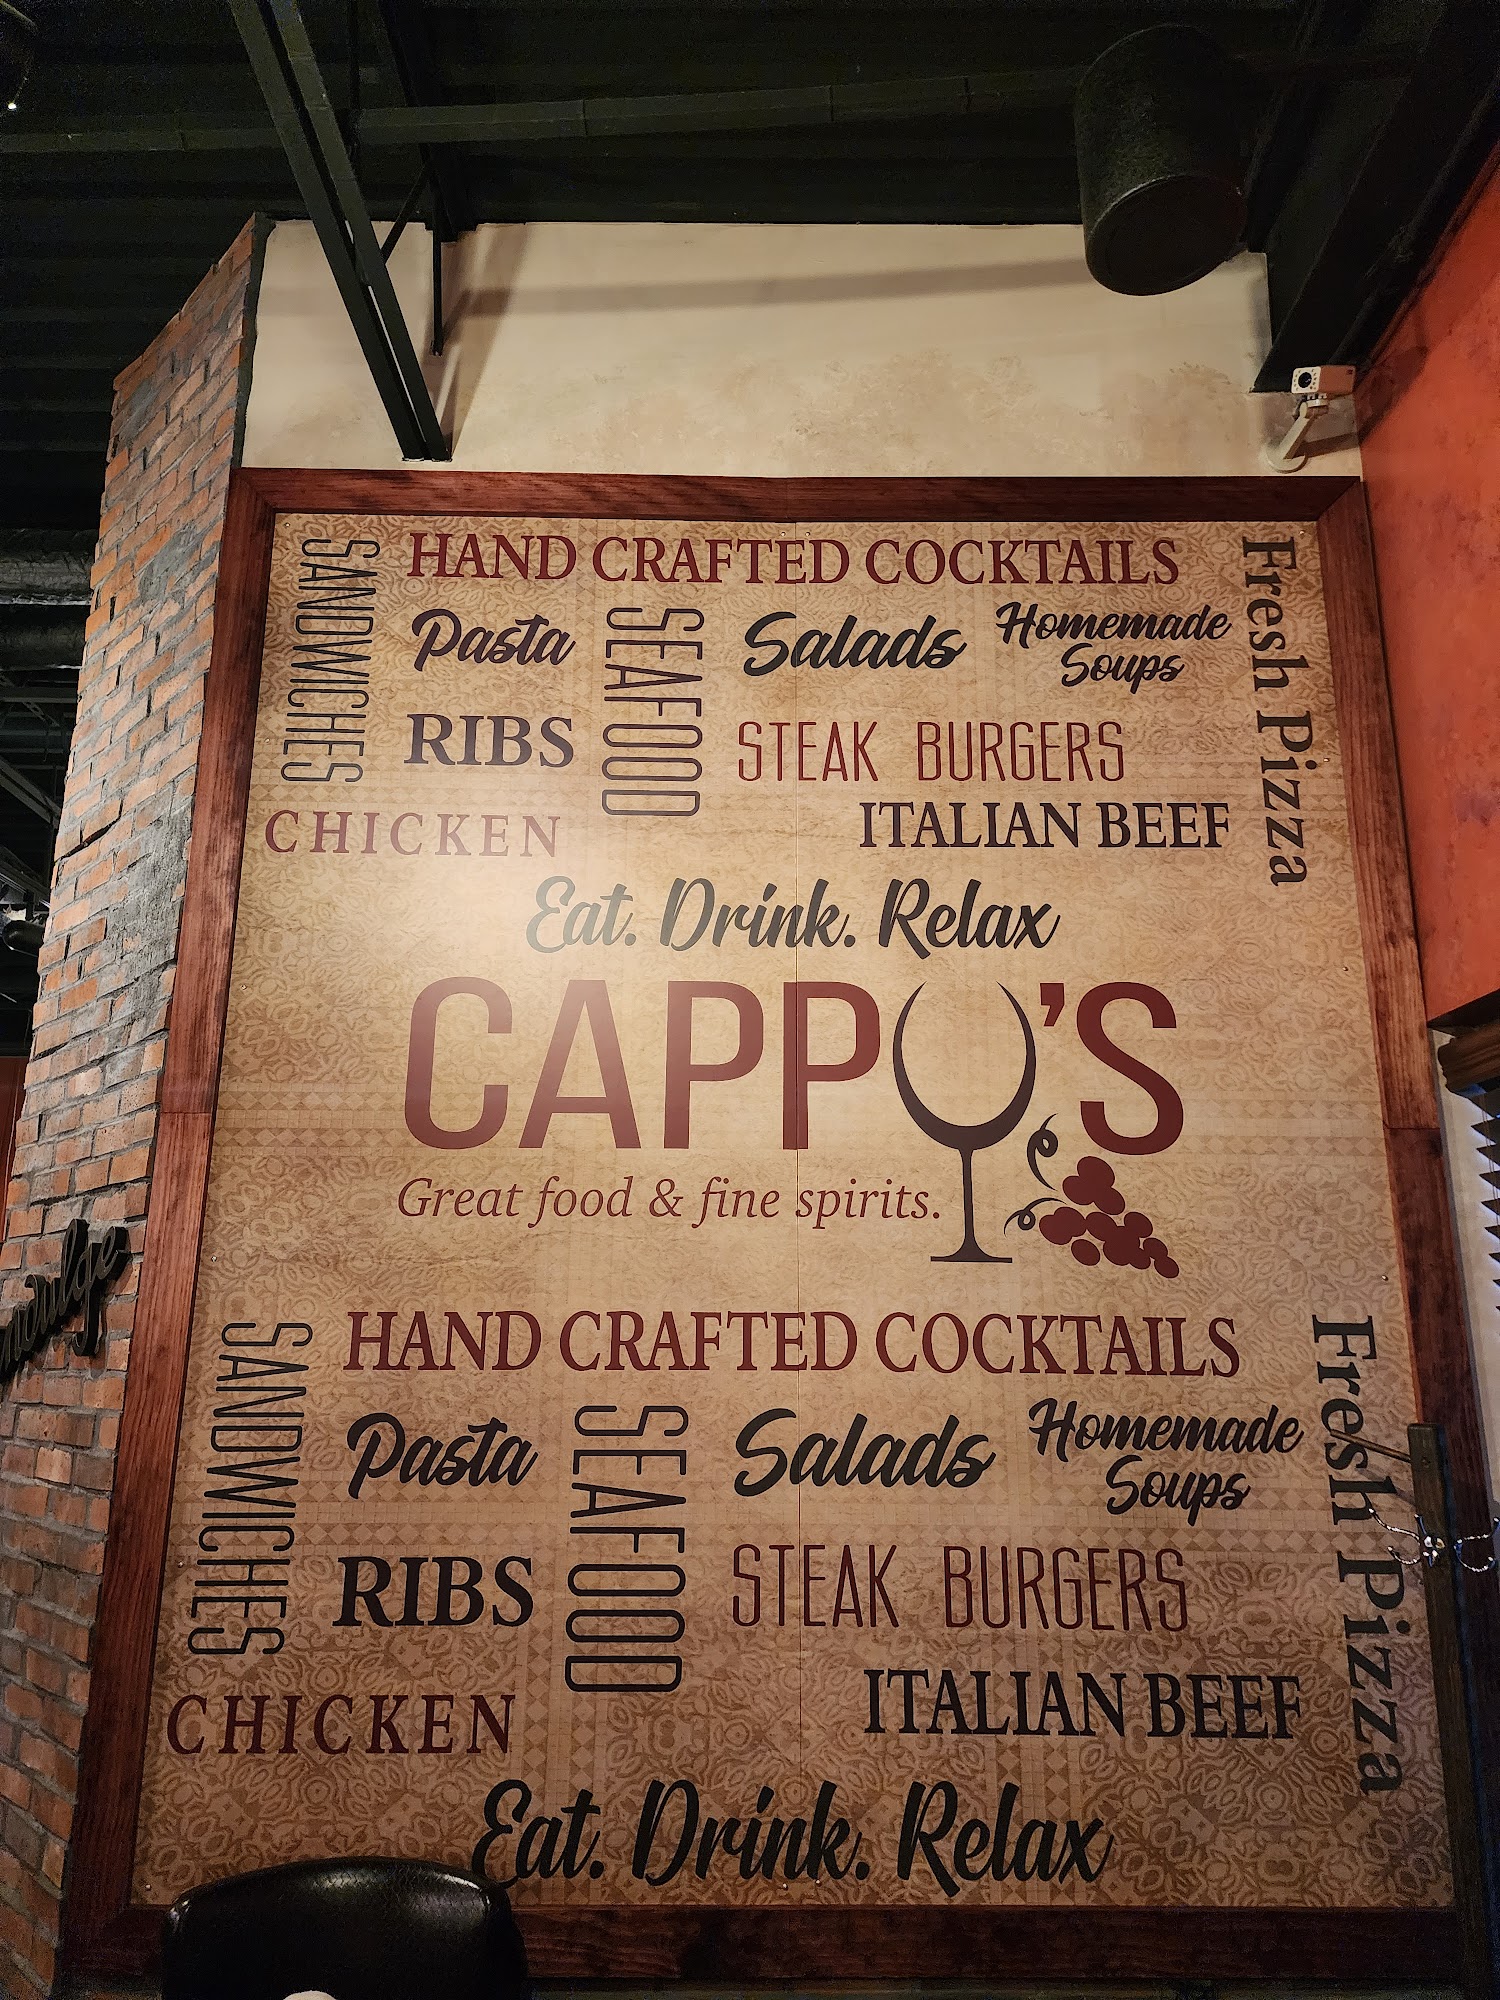 HAND CRAFTED COCKTAILS
SANDWICHES
Pasta
SEAFOOD
Salads
Homemade
Soups
Fresh Pizza
RIBS
STEAK BURGERS
CHICKEN
ITALIAN BEEF
Eat. Drink. Relax
CAPPY'S
Great food & fine spirits.
Indulge
HAND CRAFTED COCKTAILS
SANDWICHES
Pasta
SEAFOOD
Salads
Homemade
Soups
Fresh Pizza
RIBS
STEAK BURGERS
CHICKEN
ITALIAN BEEF
Eat. Drink. Relax